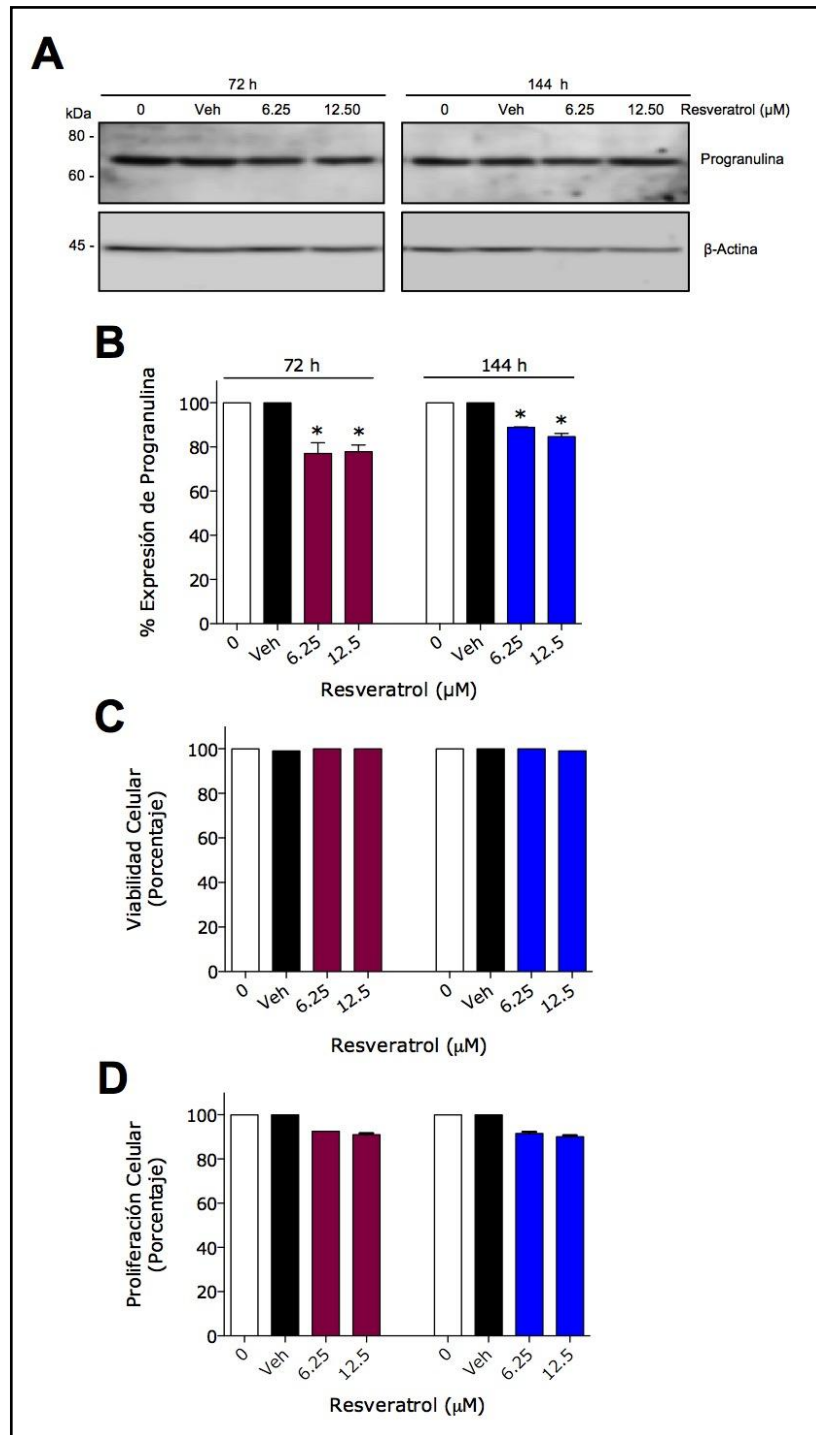 A
72 h
144 h
kDa
0 Veh 6.25 12.50
0 Veh 6.25 12.50 Resveratrol (µM)
80 -
60 -
Progranulina
45 -
β-Actina
B
72 h
144 h
% Expresión de Progranulina
100
80
60
40
20
0
* *
* *
0 Veh 6.25 12.5
0 Veh 6.25 12.5
Resveratrol (µM)
C
Viabilidad Celular
(Porcentaje)
100
80
60
40
20
0
0 Veh 6.25 12.5
0 Veh 6.25 12.5
Resveratrol (µM)
D
Proliferación Celular
(Porcentaje)
100
80
60
40
20
0
0 Veh 6.25 12.5
0 Veh 6.25 12.5
Resveratrol (µM)